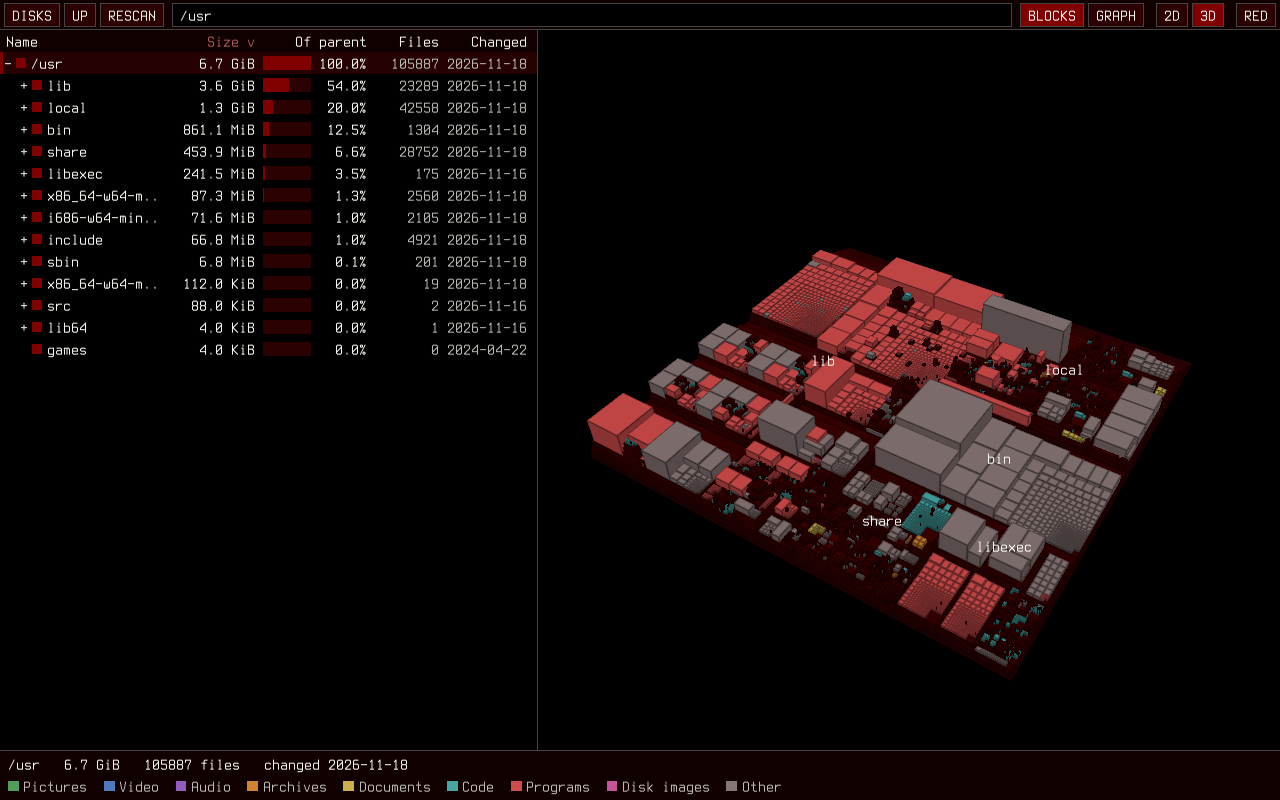 DISKS UP RESCAN /usr BLOCKS GRAPH 2D 3D RED
Name Size v Of parent Files Changed
- /usr 6.7 GiB 100.0% 105887 2026-11-18
+ lib 3.6 GiB 54.0% 23289 2026-11-18
+ local 1.3 GiB 20.0% 42558 2026-11-18
+ bin 861.1 MiB 12.5% 1304 2026-11-18
+ share 453.9 MiB 6.6% 28752 2026-11-18
+ libexec 241.5 MiB 3.5% 175 2026-11-16
+ x86_64-w64-m.. 87.3 MiB 1.3% 2560 2026-11-18
+ i686-w64-min.. 71.6 MiB 1.0% 2105 2026-11-18
+ include 66.8 MiB 1.0% 4921 2026-11-18
+ sbin 6.8 MiB 0.1% 201 2026-11-18
+ x86_64-w64-m.. 112.0 KiB 0.0% 19 2026-11-18
+ src 88.0 KiB 0.0% 2 2026-11-16
+ lib64 4.0 KiB 0.0% 1 2026-11-16
games 4.0 KiB 0.0% 0 2024-04-22
lib
local
bin
share
libexec
/usr 6.7 GiB 105887 files changed 2026-11-18
Pictures Video Audio Archives Documents Code Programs Disk images Other